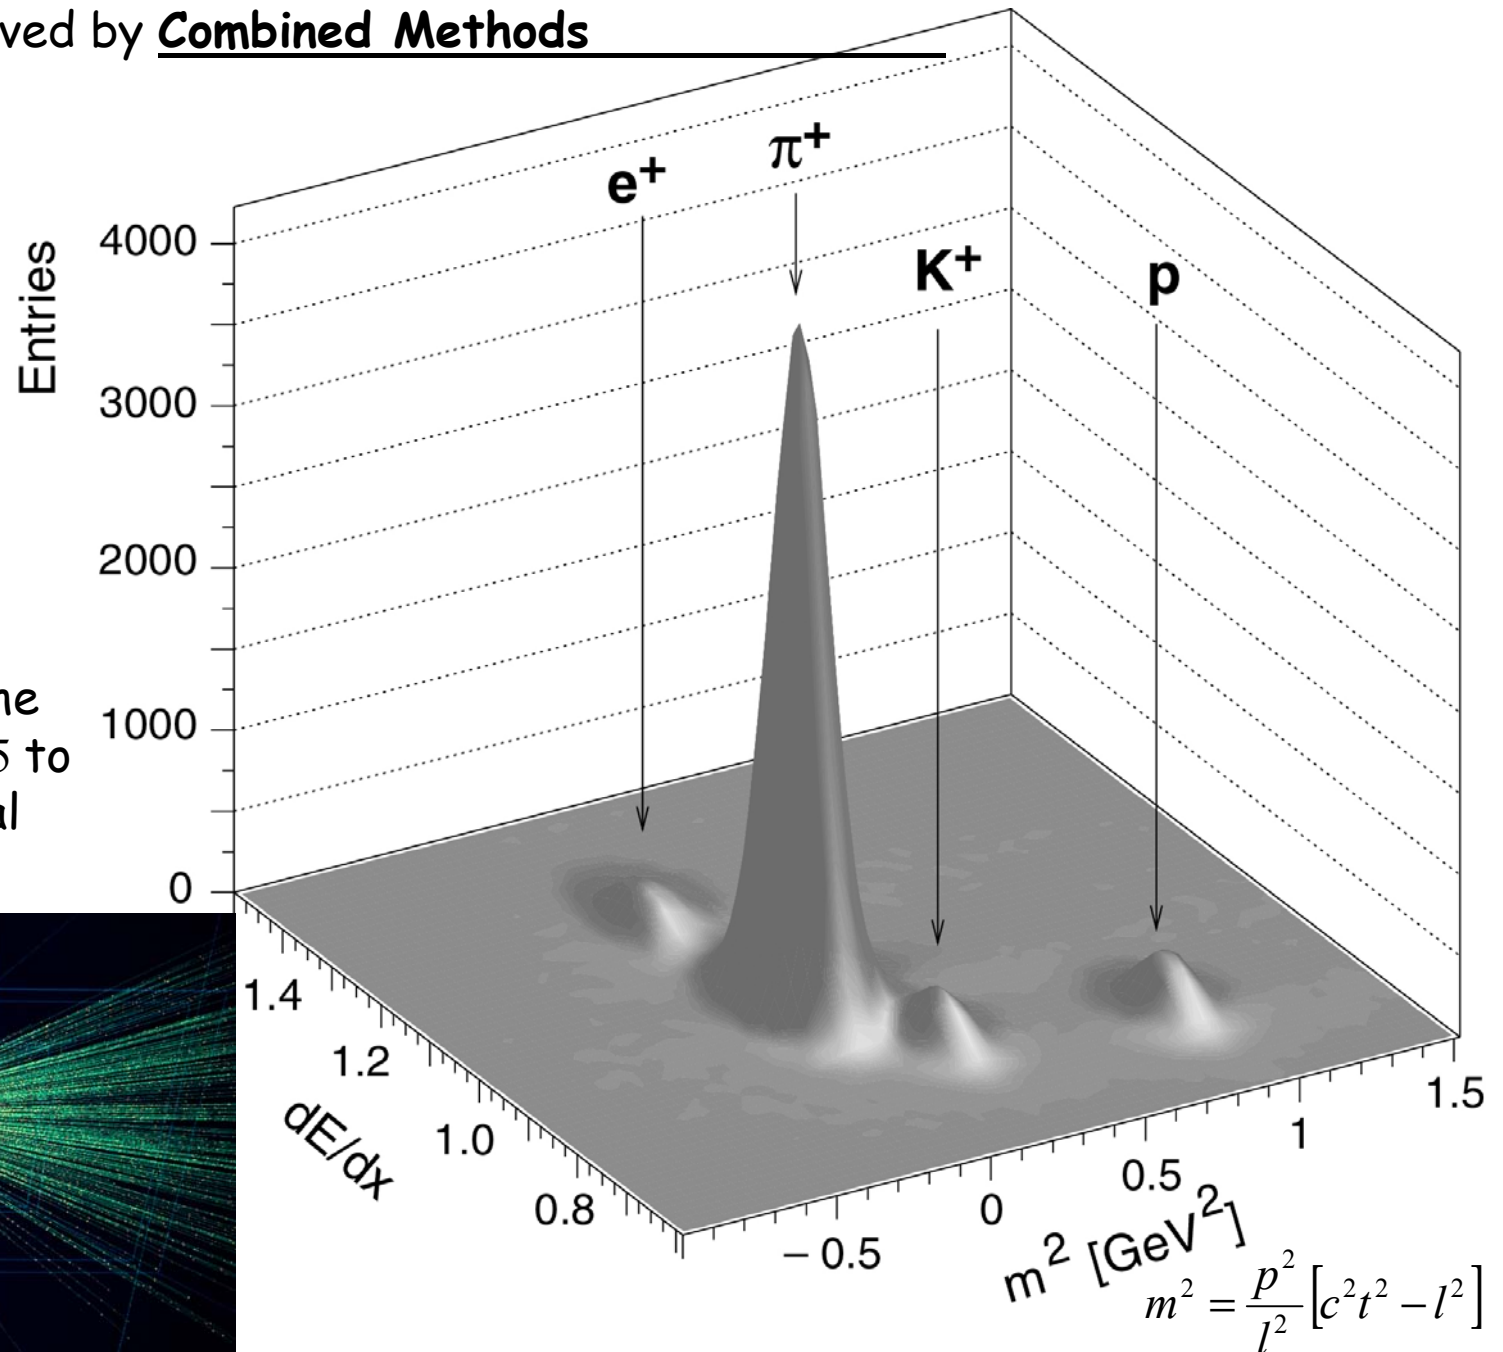 ved by Combined Methods
π⁺
e⁺
K⁺
p
Entries
4000
3000
2000
1000
0
to
1.4
1.2
1.0
0.8
dE/dx
– 0.5
0
0.5
1
1.5
m² [GeV²]
m² = p²/l² [c²t² – l²]